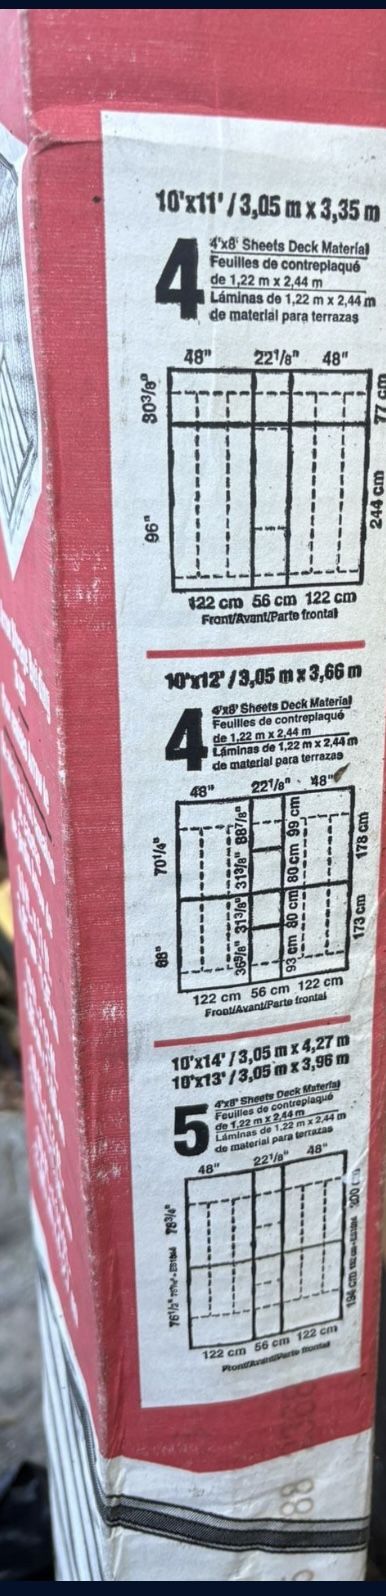 10'x11' / 3,05 m x 3,35 m
4
4'x8' Sheets Deck Material
Feuilles de contreplaqué
de 1,22 m x 2,44 m
Láminas de 1,22 m x 2,44 m
de material para terrazas
48" 22 1/8" 48"
30 3/8"
77 cm
96"
244 cm
122 cm 56 cm 122 cm
Front/Avant/Parte frontal
10'x12' / 3,05 m x 3,66 m
4
4'x8' Sheets Deck Material
Feuilles de contreplaqué
de 1,22 m x 2,44 m
Láminas de 1,22 m x 2,44 m
de material para terrazas
48" 22 1/8" 48"
70 1/4"
99 cm
178 cm
31 3/8"
80 cm
68"
31 3/8"
80 cm
173 cm
36 5/8"
93 cm
122 cm 56 cm 122 cm
Front/Avant/Parte frontal
10'x14' / 3,05 m x 4,27 m
10'x13' / 3,05 m x 3,96 m
5
4'x8' Sheets Deck Material
Feuilles de contreplaqué
de 1,22 m x 2,44 m
Láminas de 1,22 m x 2,44 m
de material para terrazas
48" 22 1/8" 48"
78 3/4"
200
76 1/2"
194 cm
122 cm 56 cm 122 cm
Front/Avant/Parte frontal